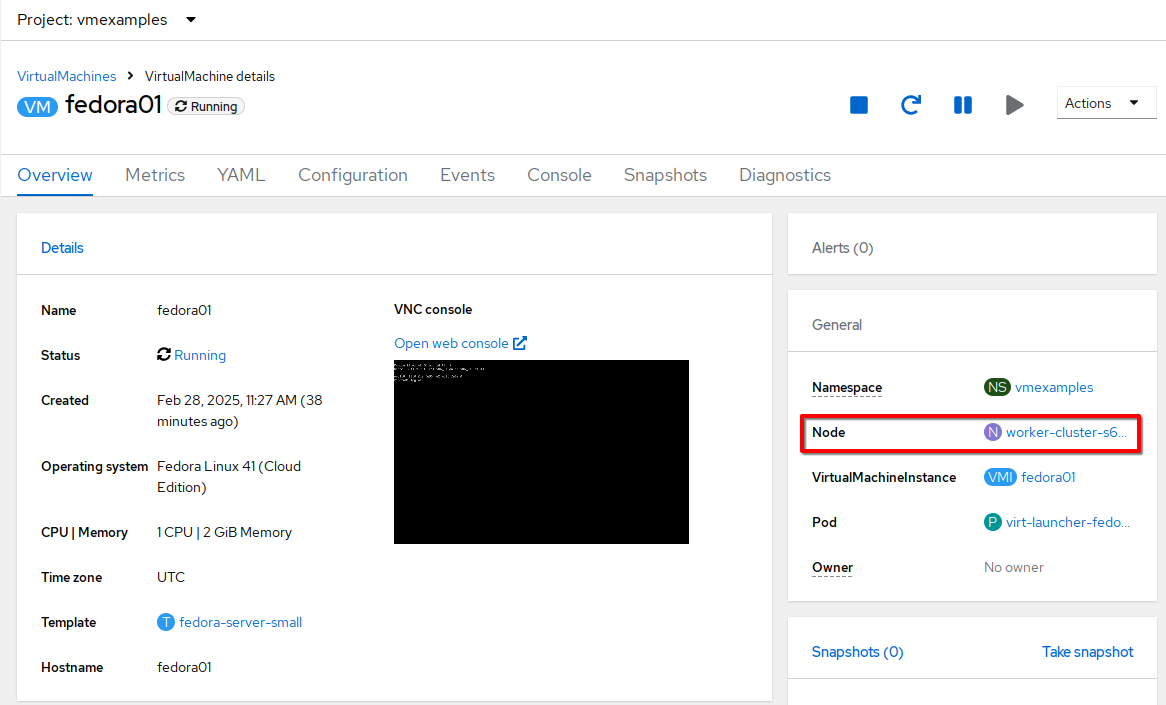 Project: vmexamples
VirtualMachines > VirtualMachine details
VM fedora01 Running
Actions
Overview Metrics YAML Configuration Events Console Snapshots Diagnostics
Details
Name fedora01
Status Running
Created Feb 28, 2025, 11:27 AM (38
minutes ago)
Operating system Fedora Linux 41 (Cloud
Edition)
CPU | Memory 1 CPU | 2 GiB Memory
Time zone UTC
Template T fedora-server-small
Hostname fedora01
VNC console
Open web console
Alerts (0)
General
Namespace NS vmexamples
Node N worker-cluster-s6...
VirtualMachineInstance VMI fedora01
Pod P virt-launcher-fedo...
Owner No owner
Snapshots (0) Take snapshot